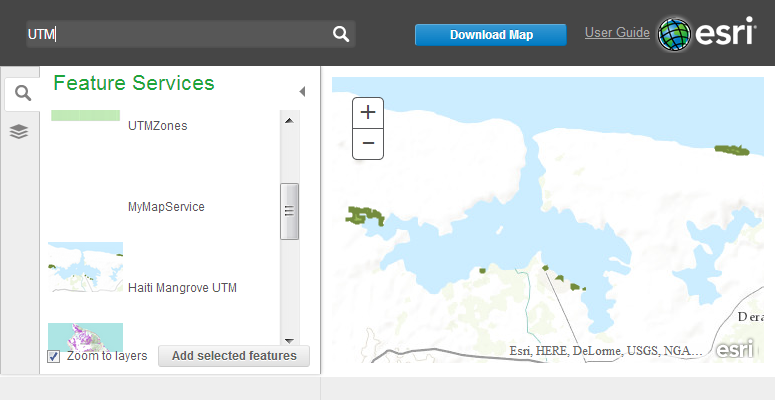 UTM
Download Map
User Guide
esri
Feature Services
UTMZones
MyMapService
Haiti Mangrove UTM
Zoom to layers
Add selected features
+
−
Dera
Esri, HERE, DeLorme, USGS, NGA...
esri